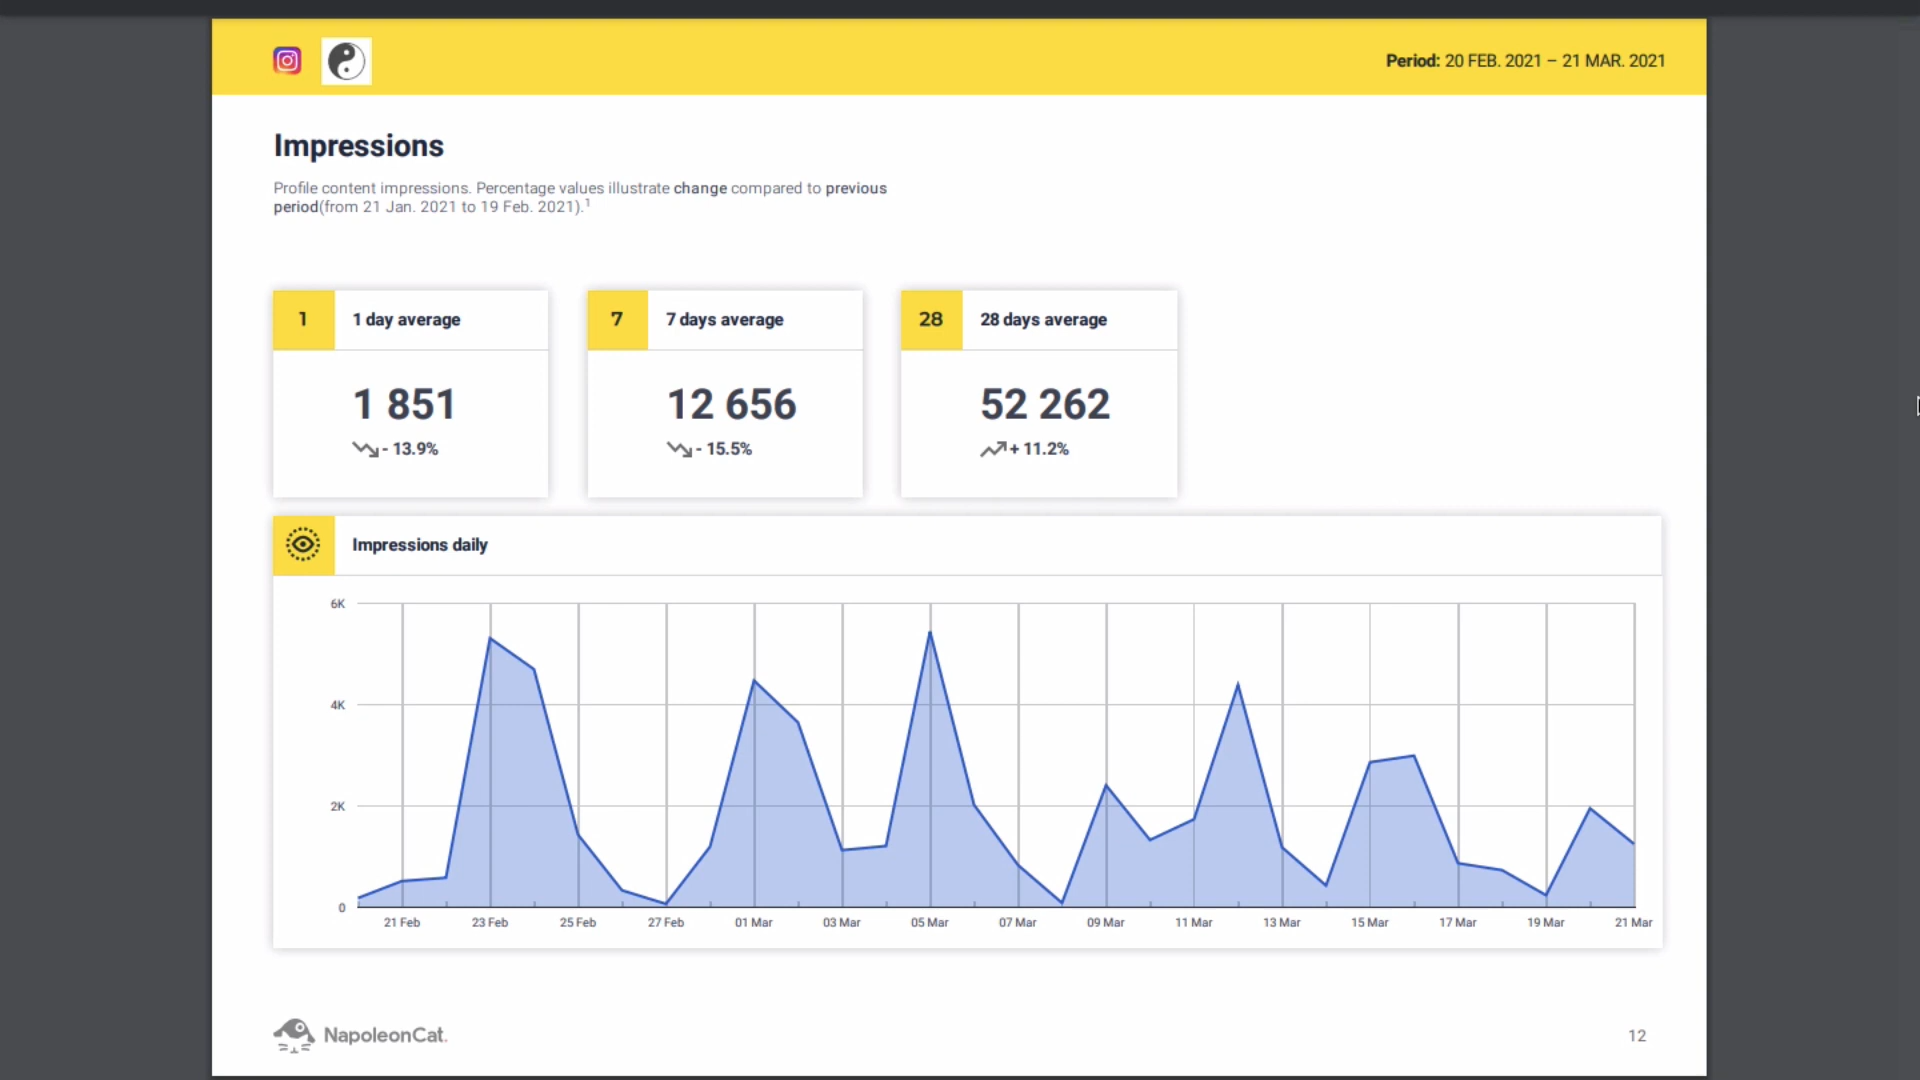 Period: 20 FEB. 2021 – 21 MAR. 2021
Impressions
Profile content impressions. Percentage values illustrate change compared to previous
period(from 21 Jan. 2021 to 19 Feb. 2021).1
1 1 day average
1 851
- 13.9%
7 7 days average
12 656
- 15.5%
28 28 days average
52 262
+ 11.2%
Impressions daily
6K
4K
2K
0
21 Feb 23 Feb 25 Feb 27 Feb 01 Mar 03 Mar 05 Mar 07 Mar 09 Mar 11 Mar 13 Mar 15 Mar 17 Mar 19 Mar 21 Mar
NapoleonCat.
12